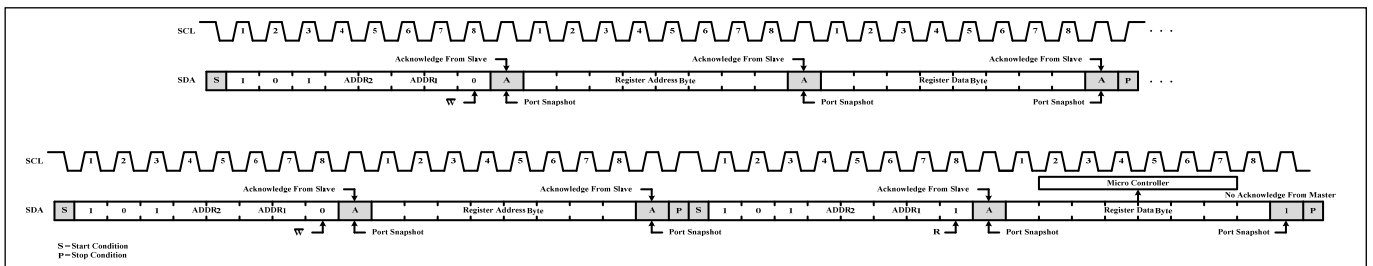 SCL 1 2 3 4 5 6 7 8 1 2 3 4 5 6 7 8 1 2 3 4 5 6 7 8 . . .
Acknowledge From Slave Acknowledge From Slave Acknowledge From Slave
SDA S 1 0 1 ADDR2 ADDR1 0 A Register Address Byte A Register Data Byte A P . . .
W Port Snapshot Port Snapshot Port Snapshot
SCL 1 2 3 4 5 6 7 8 1 2 3 4 5 6 7 8 1 2 3 4 5 6 7 8 1 2 3 4 5 6 7 8
Micro Controller
Acknowledge From Slave Acknowledge From Slave Acknowledge From Slave No Acknowledge From Master
SDA S 1 0 1 ADDR2 ADDR1 0 A Register Address Byte A P S 1 0 1 ADDR2 ADDR1 1 A Register Data Byte 1 P
W Port Snapshot Port Snapshot R Port Snapshot Port Snapshot
S=Start Condition
P=Stop Condition